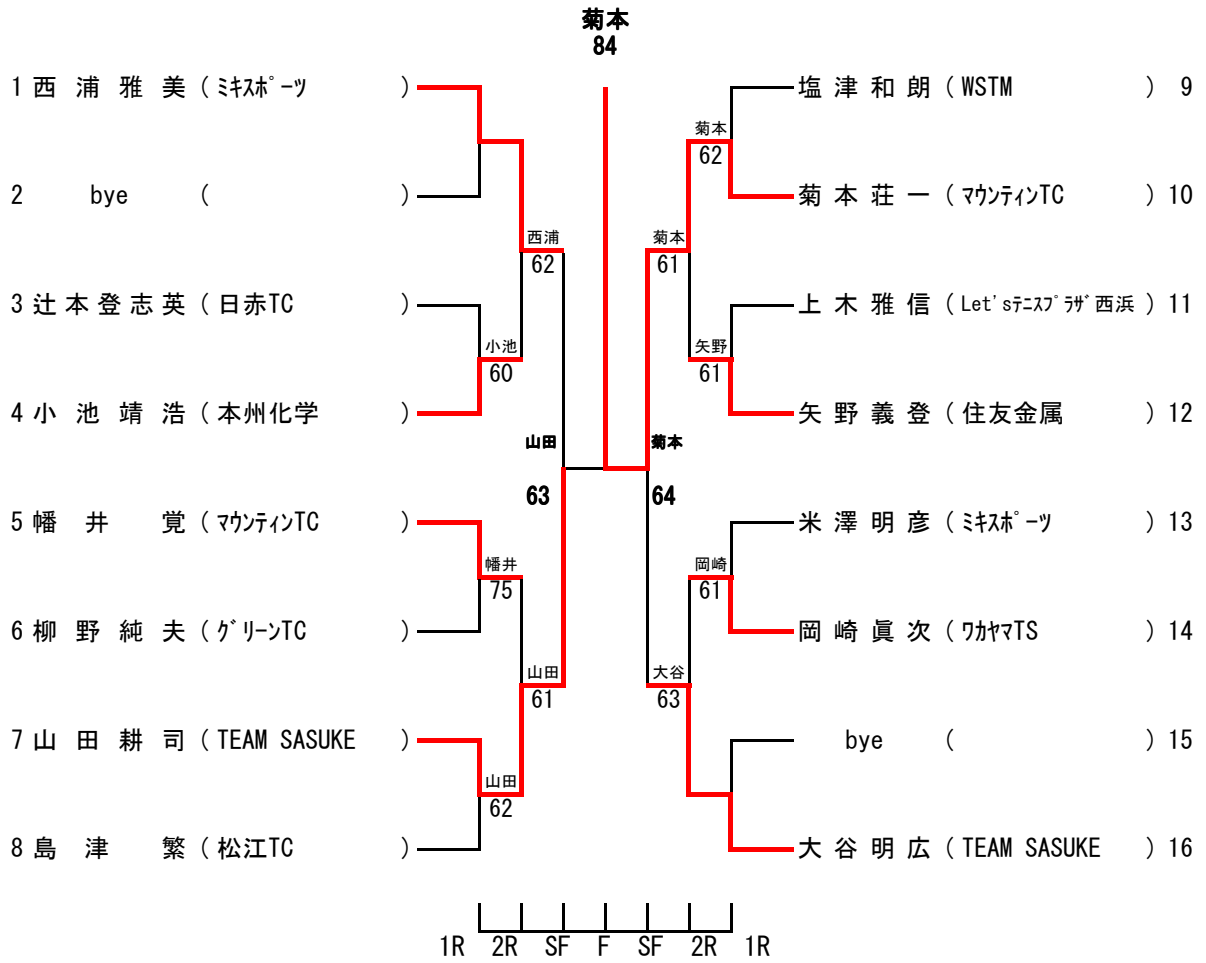 菊本
84
1 西 浦 雅 美 ( ミキスポーツ ) 塩 津 和 朗 ( WSTM ) 9
菊本
62
2 bye ( ) 菊 本 荘 一 ( マウンティンTC ) 10
西浦 菊本
62 61
3 辻 本 登 志 英 ( 日赤TC ) 上 木 雅 信 ( Let'sテニスプラザ西浜 ) 11
小池 矢野
60 61
4 小 池 靖 浩 ( 本州化学 ) 矢 野 義 登 ( 住友金属 ) 12
山田 菊本
63 64
5 幡 井 覚 ( マウンティンTC ) 米 澤 明 彦 ( ミキスポーツ ) 13
幡井 岡崎
75 61
6 柳 野 純 夫 ( グリーンTC ) 岡 崎 眞 次 ( ワカヤマTS ) 14
山田 大谷
61 63
7 山 田 耕 司 ( TEAM SASUKE ) bye ( ) 15
山田
62
8 島 津 繁 ( 松江TC ) 大 谷 明 広 ( TEAM SASUKE ) 16
1R 2R SF F SF 2R 1R